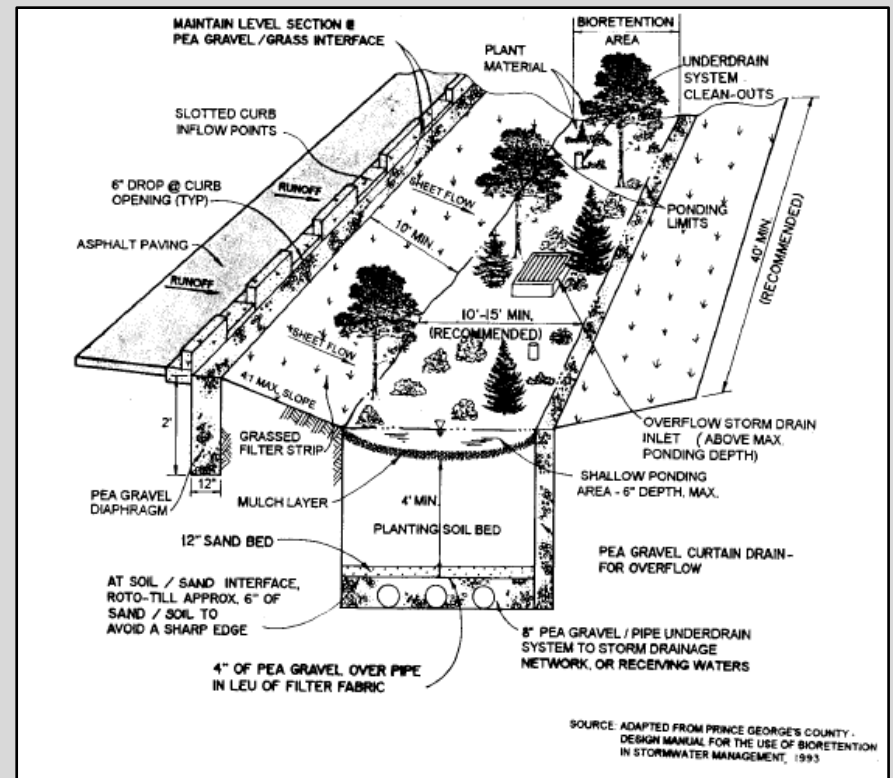 MAINTAIN LEVEL SECTION @
PEA GRAVEL / GRASS INTERFACE
BIORETENTION
AREA
PLANT
MATERIAL
UNDERDRAIN
SYSTEM
CLEAN-OUTS
SLOTTED CURB
INFLOW POINTS
6" DROP @ CURB
OPENING (TYP)
RUNOFF
SHEET FLOW
PONDING
LIMITS
ASPHALT PAVING
10' MIN.
40' MIN.
(RECOMMENDED)
RUNOFF
10'-15' MIN.
(RECOMMENDED)
SHEET FLOW
4:1 MAX. SLOPE
2'
GRASSED
FILTER STRIP
OVERFLOW STORM DRAIN
INLET ( ABOVE MAX.
PONDING DEPTH)
12"
PEA GRAVEL
DIAPHRAGM
MULCH LAYER
4' MIN.
SHALLOW PONDING
AREA - 6" DEPTH, MAX.
PLANTING SOIL BED
12" SAND BED
PEA GRAVEL CURTAIN DRAIN-
FOR OVERFLOW
AT SOIL / SAND INTERFACE,
ROTO-TILL APPROX. 6" OF
SAND / SOIL TO
AVOID A SHARP EDGE
8" PEA GRAVEL / PIPE UNDERDRAIN
SYSTEM TO STORM DRAINAGE
NETWORK, OR RECEIVING WATERS
4" OF PEA GRAVEL OVER PIPE
IN LEU OF FILTER FABRIC
SOURCE: ADAPTED FROM PRINCE GEORGE'S COUNTY -
DESIGN MANUAL FOR THE USE OF BIORETENTION
IN STORMWATER MANAGEMENT, 1993